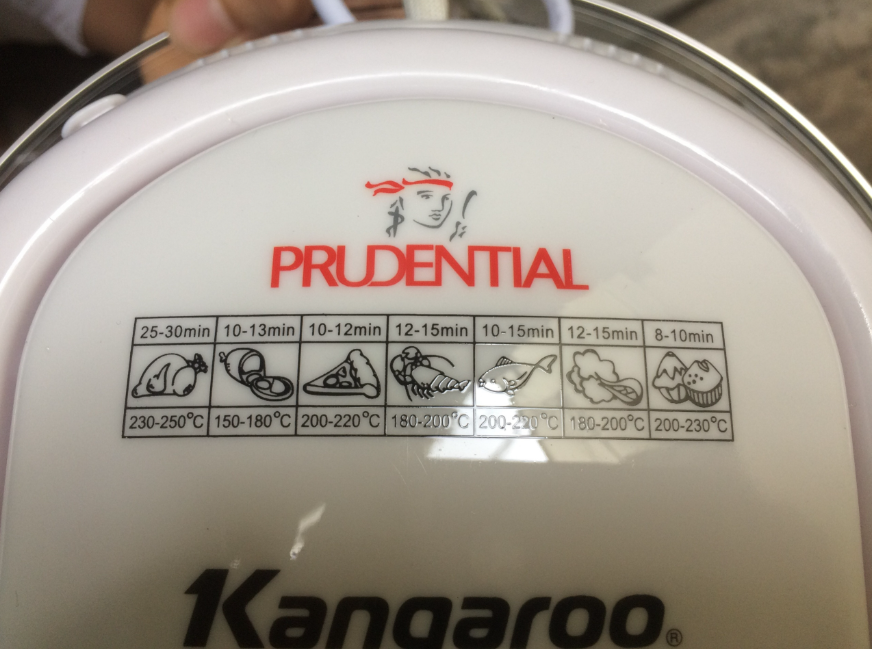 PRUDENTIAL
25-30min 10-13min 10-12min 12-15min 10-15min 12-15min 8-10min
230-250°C 150-180°C 200-220°C 180-200°C 200-220°C 180-200°C 200-230°C
Kangaroo®